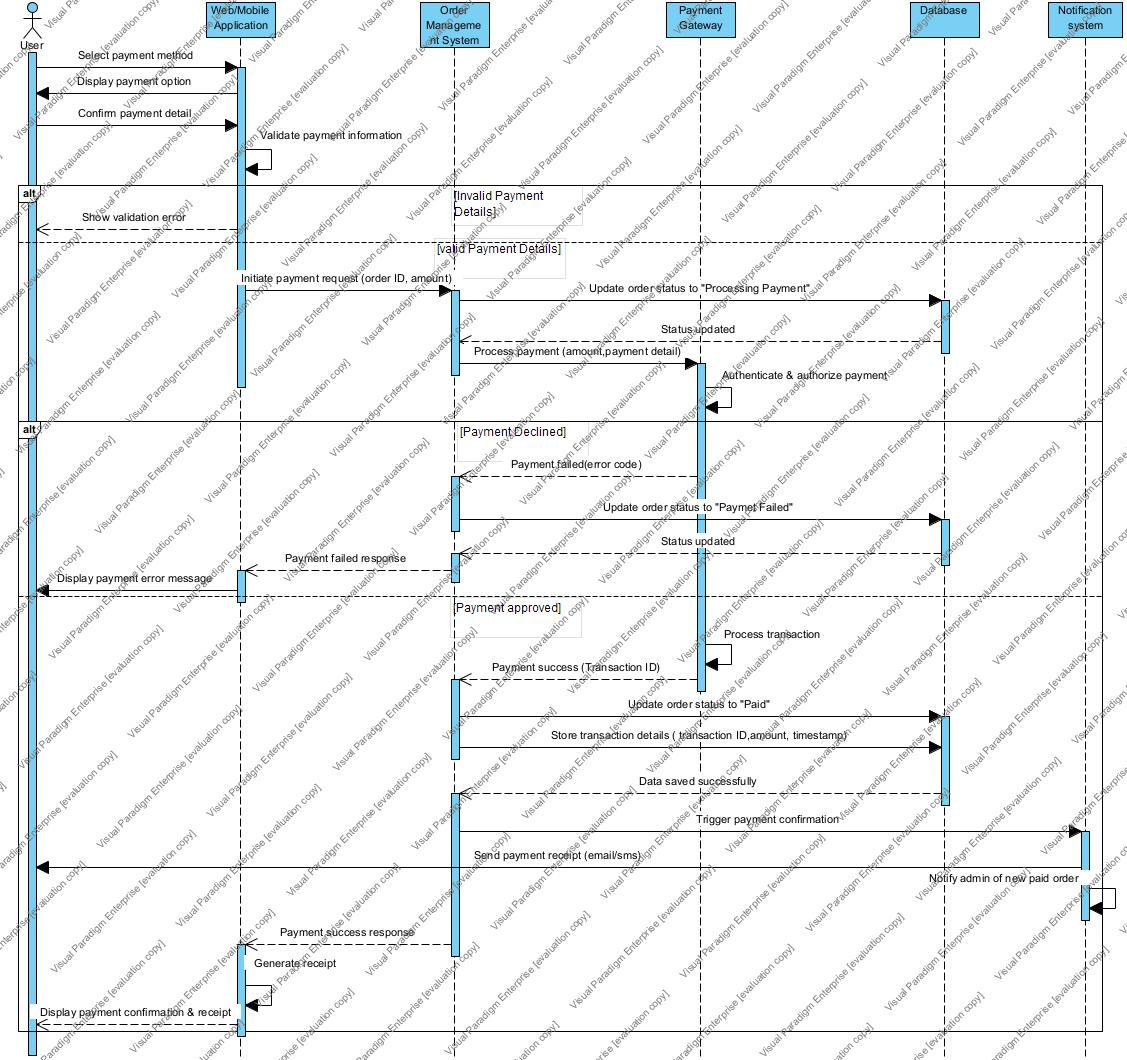 User
Web/Mobile
Application
Order
Manageme
nt System
Payment
Gateway
Database
Notification
system
Select payment method
Display payment option
Confirm payment detail
Validate payment information
alt
[Invalid Payment
Details]
Show validation error
[valid Payment Details]
Initiate payment request (order ID, amount)
Update order status to "Processing Payment"
Status updated
Process payment (amount,payment detail)
Authenticate & authorize payment
alt
[Payment Declined]
Payment failed(error code)
Update order status to "Paymet Failed"
Status updated
Payment failed response
Display payment error message
[Payment approved]
Process transaction
Payment success (Transaction ID)
Update order status to "Paid"
Store transaction details ( transaction ID,amount, timestamp)
Data saved successfully
Trigger payment confirmation
Send payment receipt (email/sms)
Notify admin of new paid order
Payment success response
Generate receipt
Display payment confirmation & receipt
Visual Paradigm Enterprise [evaluation copy]